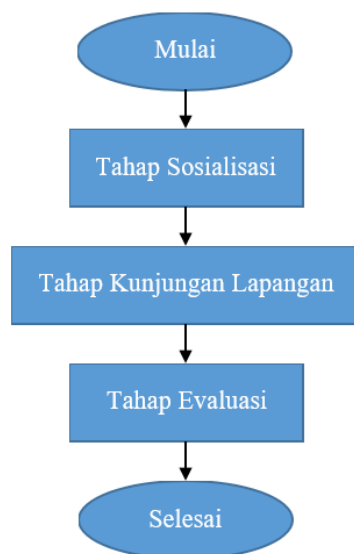 Mulai
Tahap Sosialisasi
Tahap Kunjungan Lapangan
Tahap Evaluasi
Selesai